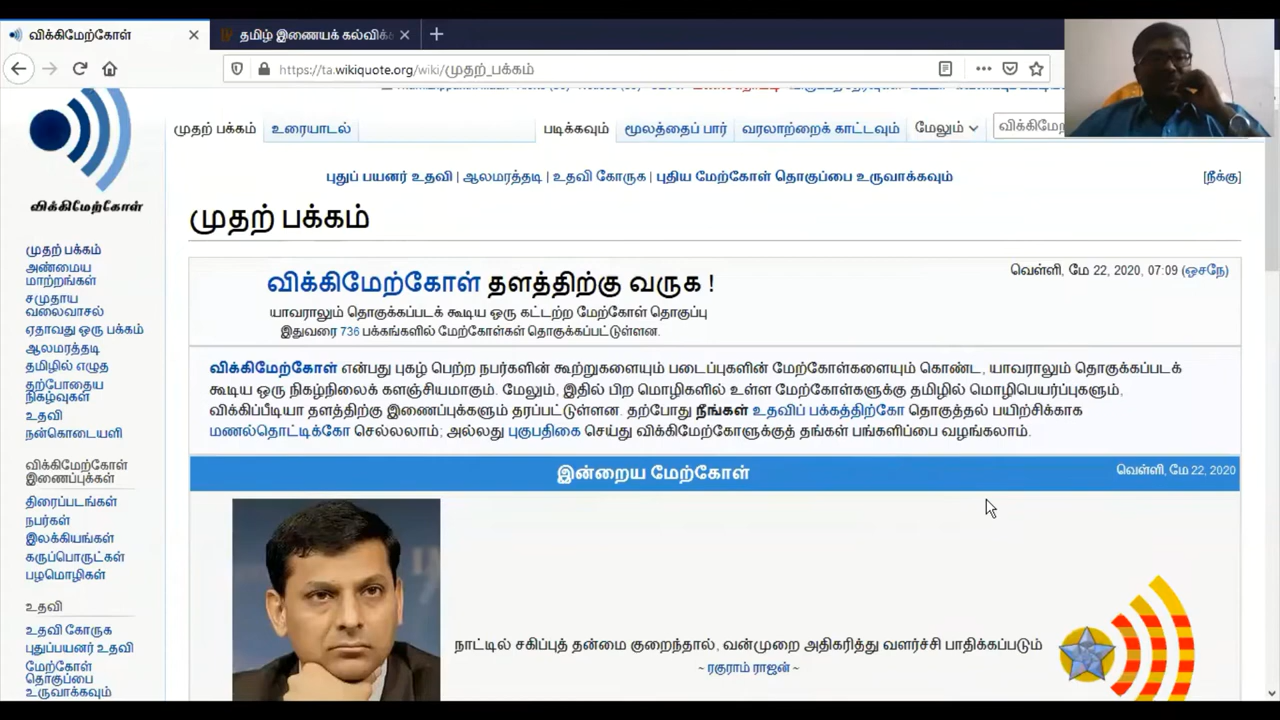 விக்கிமேற்கோள்
தமிழ் இணையக் கல்விக்
https://ta.wikiquote.org/wiki/முதற்_பக்கம்
முதற் பக்கம்
உரையாடல்
படிக்கவும்
மூலத்தைப் பார்
வரலாற்றைக் காட்டவும்
மேலும்
விக்கிமேற்கோள்
புதுப் பயனர் உதவி | ஆலமரத்தடி | உதவி கோருக | புதிய மேற்கோள் தொகுப்பை உருவாக்கவும்
[நீக்கு]
முதற் பக்கம்
முதற் பக்கம்
அண்மைய
மாற்றங்கள்
சமுதாய
வலைவாசல்
ஏதாவது ஒரு பக்கம்
ஆலமரத்தடி
தமிழில் எழுத
தற்போதைய
நிகழ்வுகள்
உதவி
நன்கொடையளி
விக்கிமேற்கோள்
இணைப்புக்கள்
திரைப்படங்கள்
நபர்கள்
இலக்கியங்கள்
கருப்பொருட்கள்
பழமொழிகள்
உதவி
உதவி கோருக
புதுப்பயனர் உதவி
மேற்கோள்
தொகுப்பை
உருவாக்கவும்
விக்கிமேற்கோள் தளத்திற்கு வருக !
வெள்ளி, மே 22, 2020, 07:09 (ஒசநே)
யாவராலும் தொகுக்கப்படக் கூடிய ஒரு கட்டற்ற மேற்கோள் தொகுப்பு
இதுவரை 736 பக்கங்களில் மேற்கோள்கள் தொகுக்கப்பட்டுள்ளன.
விக்கிமேற்கோள் என்பது புகழ் பெற்ற நபர்களின் கூற்றுகளையும் படைப்புகளின் மேற்கோள்களையும் கொண்ட, யாவராலும் தொகுக்கப்படக்
கூடிய ஒரு நிகழ்நிலைக் களஞ்சியமாகும். மேலும், இதில் பிற மொழிகளில் உள்ள மேற்கோள்களுக்கு தமிழில் மொழிபெயர்ப்புகளும்,
விக்கிப்பீடியா தளத்திற்கு இணைப்புக்களும் தரப்பட்டுள்ளன. தற்போது நீங்கள் உதவிப் பக்கத்திற்கோ தொகுத்தல் பயிற்சிக்காக
மணல்தொட்டிக்கோ செல்லலாம்; அல்லது புகுபதிகை செய்து விக்கிமேற்கோளுக்குத் தங்கள் பங்களிப்பை வழங்கலாம்.
இன்றைய மேற்கோள்
வெள்ளி, மே 22, 2020
நாட்டில் சகிப்புத் தன்மை குறைந்தால், வன்முறை அதிகரித்து வளர்ச்சி பாதிக்கப்படும்
~ ரகுராம் ராஜன் ~